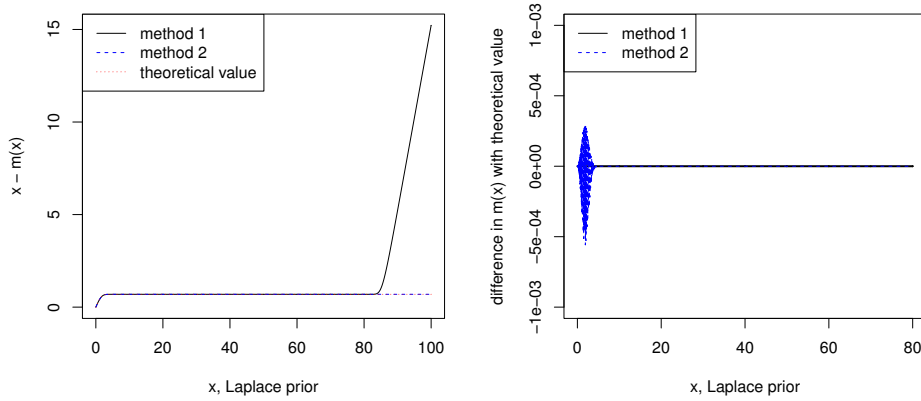 method 1
method 2
theoretical value
x − m(x)
0
5
10
15
0
20
40
60
80
100
x, Laplace prior
method 1
method 2
difference in m(x) with theoretical value
−1e−03
−5e−04
0e+00
5e−04
1e−03
0
20
40
60
80
x, Laplace prior